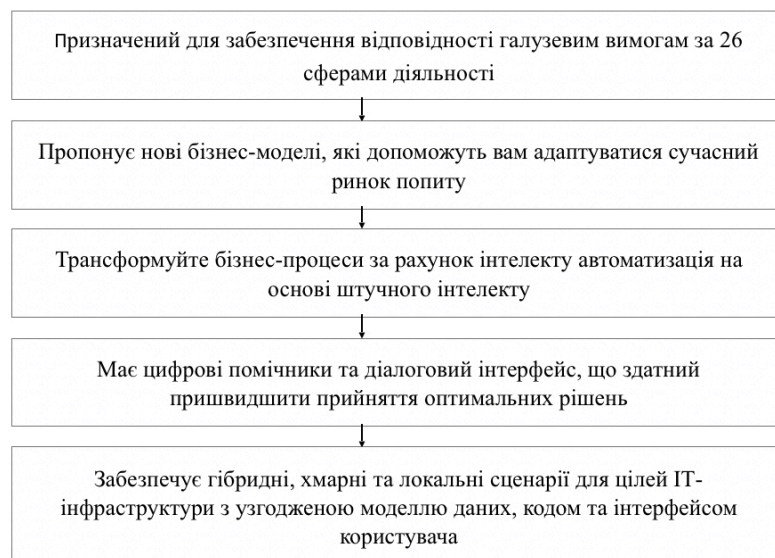 Призначений для забезпечення відповідності галузевим вимогам за 26
сферами діяльності
Пропонує нові бізнес-моделі, які допоможуть вам адаптуватися сучасний
ринок попиту
Трансформуйте бізнес-процеси за рахунок інтелекту автоматизація на
основі штучного інтелекту
Має цифрові помічники та діалоговий інтерфейс, що здатний
пришвидшити прийняття оптимальних рішень
Забезпечує гібридні, хмарні та локальні сценарії для цілей ІТ-
інфраструктури з узгодженою моделлю даних, кодом та інтерфейсом
користувача